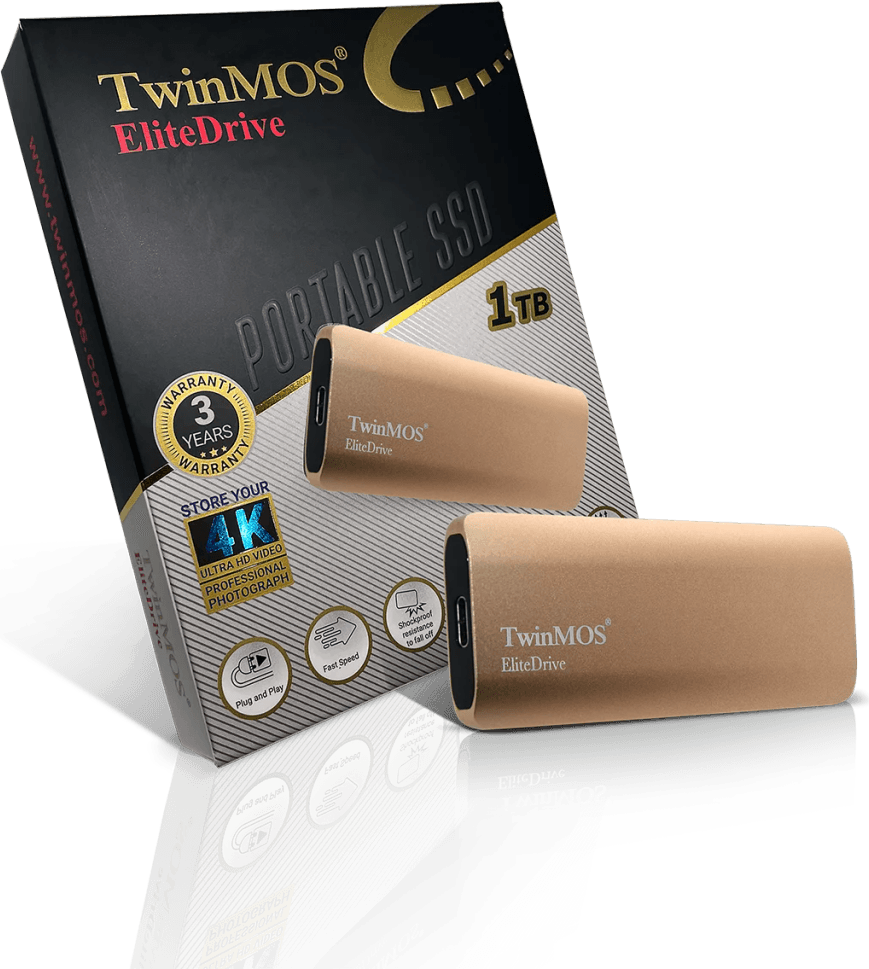 TwinMOS®
EliteDrive
www.twinmos.com
PORTABLE SSD
1TB
WARRANTY
3
YEARS
WARRANTY
TwinMOS®
EliteDrive
STORE YOUR
4K
ULTRA HD VIDEO
PROFESSIONAL
PHOTOGRAPH
Plug and Play
Fast Speed
Shockproof
resistance
to fall off
TwinMOS®
EliteDrive
TwinMOS®
EliteDrive